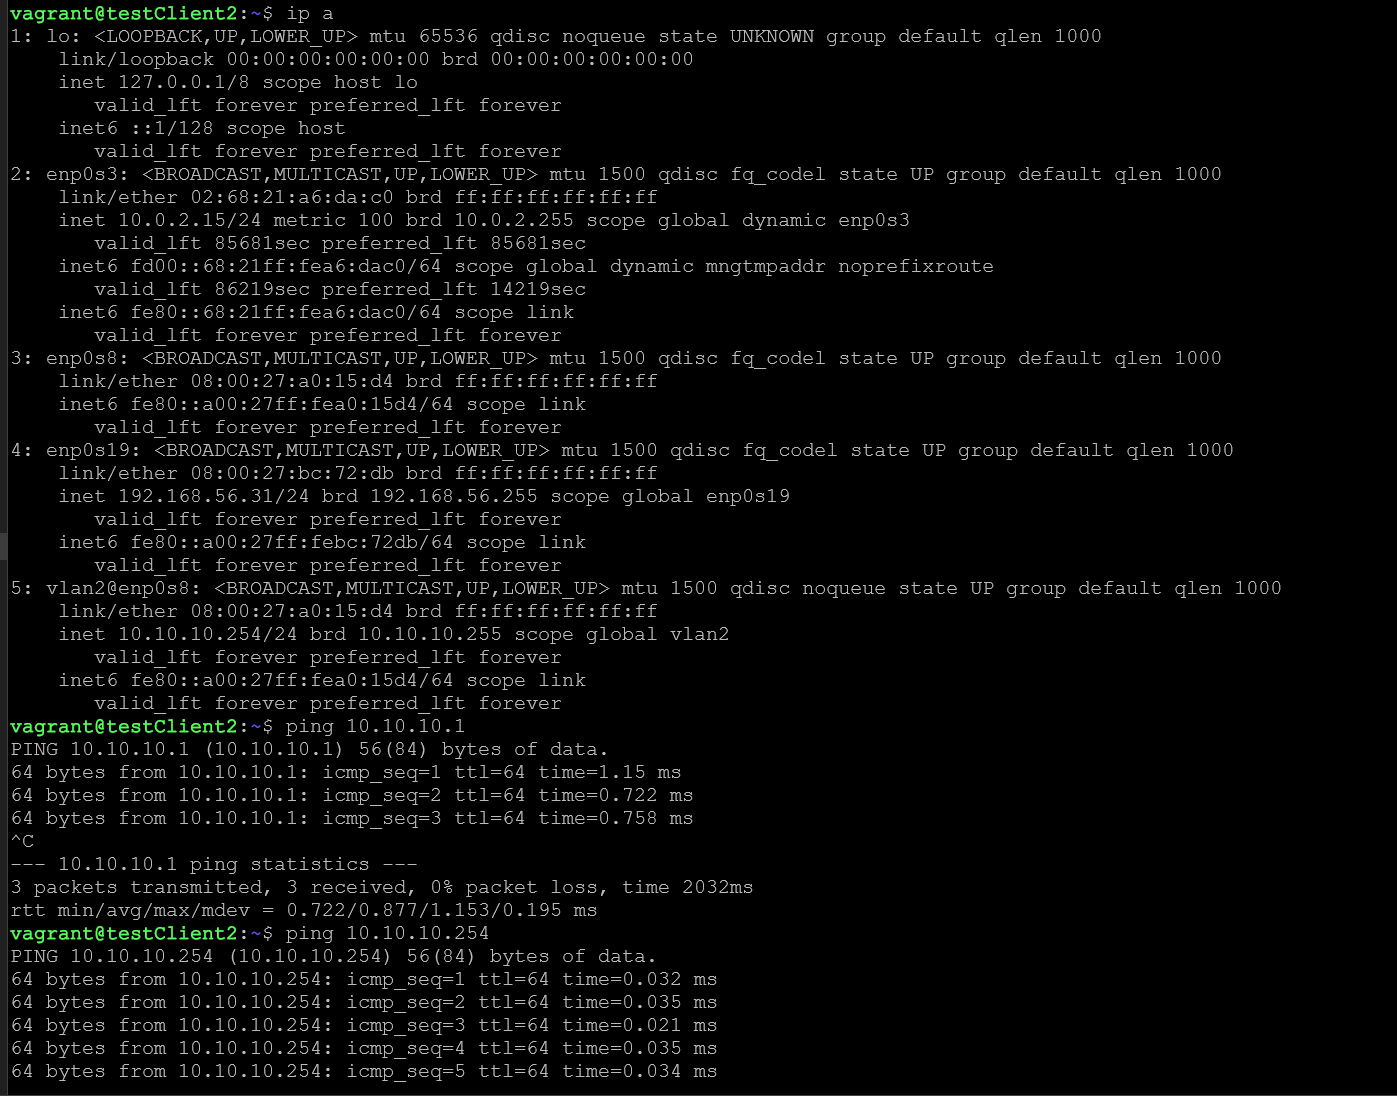 vagrant@testClient2:~$ ip a
1: lo: <LOOPBACK,UP,LOWER_UP> mtu 65536 qdisc noqueue state UNKNOWN group default qlen 1000
    link/loopback 00:00:00:00:00:00 brd 00:00:00:00:00:00
    inet 127.0.0.1/8 scope host lo
       valid_lft forever preferred_lft forever
    inet6 ::1/128 scope host
       valid_lft forever preferred_lft forever
2: enp0s3: <BROADCAST,MULTICAST,UP,LOWER_UP> mtu 1500 qdisc fq_codel state UP group default qlen 1000
    link/ether 02:68:21:a6:da:c0 brd ff:ff:ff:ff:ff:ff
    inet 10.0.2.15/24 metric 100 brd 10.0.2.255 scope global dynamic enp0s3
       valid_lft 85681sec preferred_lft 85681sec
    inet6 fd00::68:21ff:fea6:dac0/64 scope global dynamic mngtmpaddr noprefixroute
       valid_lft 86219sec preferred_lft 14219sec
    inet6 fe80::68:21ff:fea6:dac0/64 scope link
       valid_lft forever preferred_lft forever
3: enp0s8: <BROADCAST,MULTICAST,UP,LOWER_UP> mtu 1500 qdisc fq_codel state UP group default qlen 1000
    link/ether 08:00:27:a0:15:d4 brd ff:ff:ff:ff:ff:ff
    inet6 fe80::a00:27ff:fea0:15d4/64 scope link
       valid_lft forever preferred_lft forever
4: enp0s19: <BROADCAST,MULTICAST,UP,LOWER_UP> mtu 1500 qdisc fq_codel state UP group default qlen 1000
    link/ether 08:00:27:bc:72:db brd ff:ff:ff:ff:ff:ff
    inet 192.168.56.31/24 brd 192.168.56.255 scope global enp0s19
       valid_lft forever preferred_lft forever
    inet6 fe80::a00:27ff:febc:72db/64 scope link
       valid_lft forever preferred_lft forever
5: vlan2@enp0s8: <BROADCAST,MULTICAST,UP,LOWER_UP> mtu 1500 qdisc noqueue state UP group default qlen 1000
    link/ether 08:00:27:a0:15:d4 brd ff:ff:ff:ff:ff:ff
    inet 10.10.10.254/24 brd 10.10.10.255 scope global vlan2
       valid_lft forever preferred_lft forever
    inet6 fe80::a00:27ff:fea0:15d4/64 scope link
       valid_lft forever preferred_lft forever
vagrant@testClient2:~$ ping 10.10.10.1
PING 10.10.10.1 (10.10.10.1) 56(84) bytes of data.
64 bytes from 10.10.10.1: icmp_seq=1 ttl=64 time=1.15 ms
64 bytes from 10.10.10.1: icmp_seq=2 ttl=64 time=0.722 ms
64 bytes from 10.10.10.1: icmp_seq=3 ttl=64 time=0.758 ms
^C
--- 10.10.10.1 ping statistics ---
3 packets transmitted, 3 received, 0% packet loss, time 2032ms
rtt min/avg/max/mdev = 0.722/0.877/1.153/0.195 ms
vagrant@testClient2:~$ ping 10.10.10.254
PING 10.10.10.254 (10.10.10.254) 56(84) bytes of data.
64 bytes from 10.10.10.254: icmp_seq=1 ttl=64 time=0.032 ms
64 bytes from 10.10.10.254: icmp_seq=2 ttl=64 time=0.035 ms
64 bytes from 10.10.10.254: icmp_seq=3 ttl=64 time=0.021 ms
64 bytes from 10.10.10.254: icmp_seq=4 ttl=64 time=0.035 ms
64 bytes from 10.10.10.254: icmp_seq=5 ttl=64 time=0.034 ms